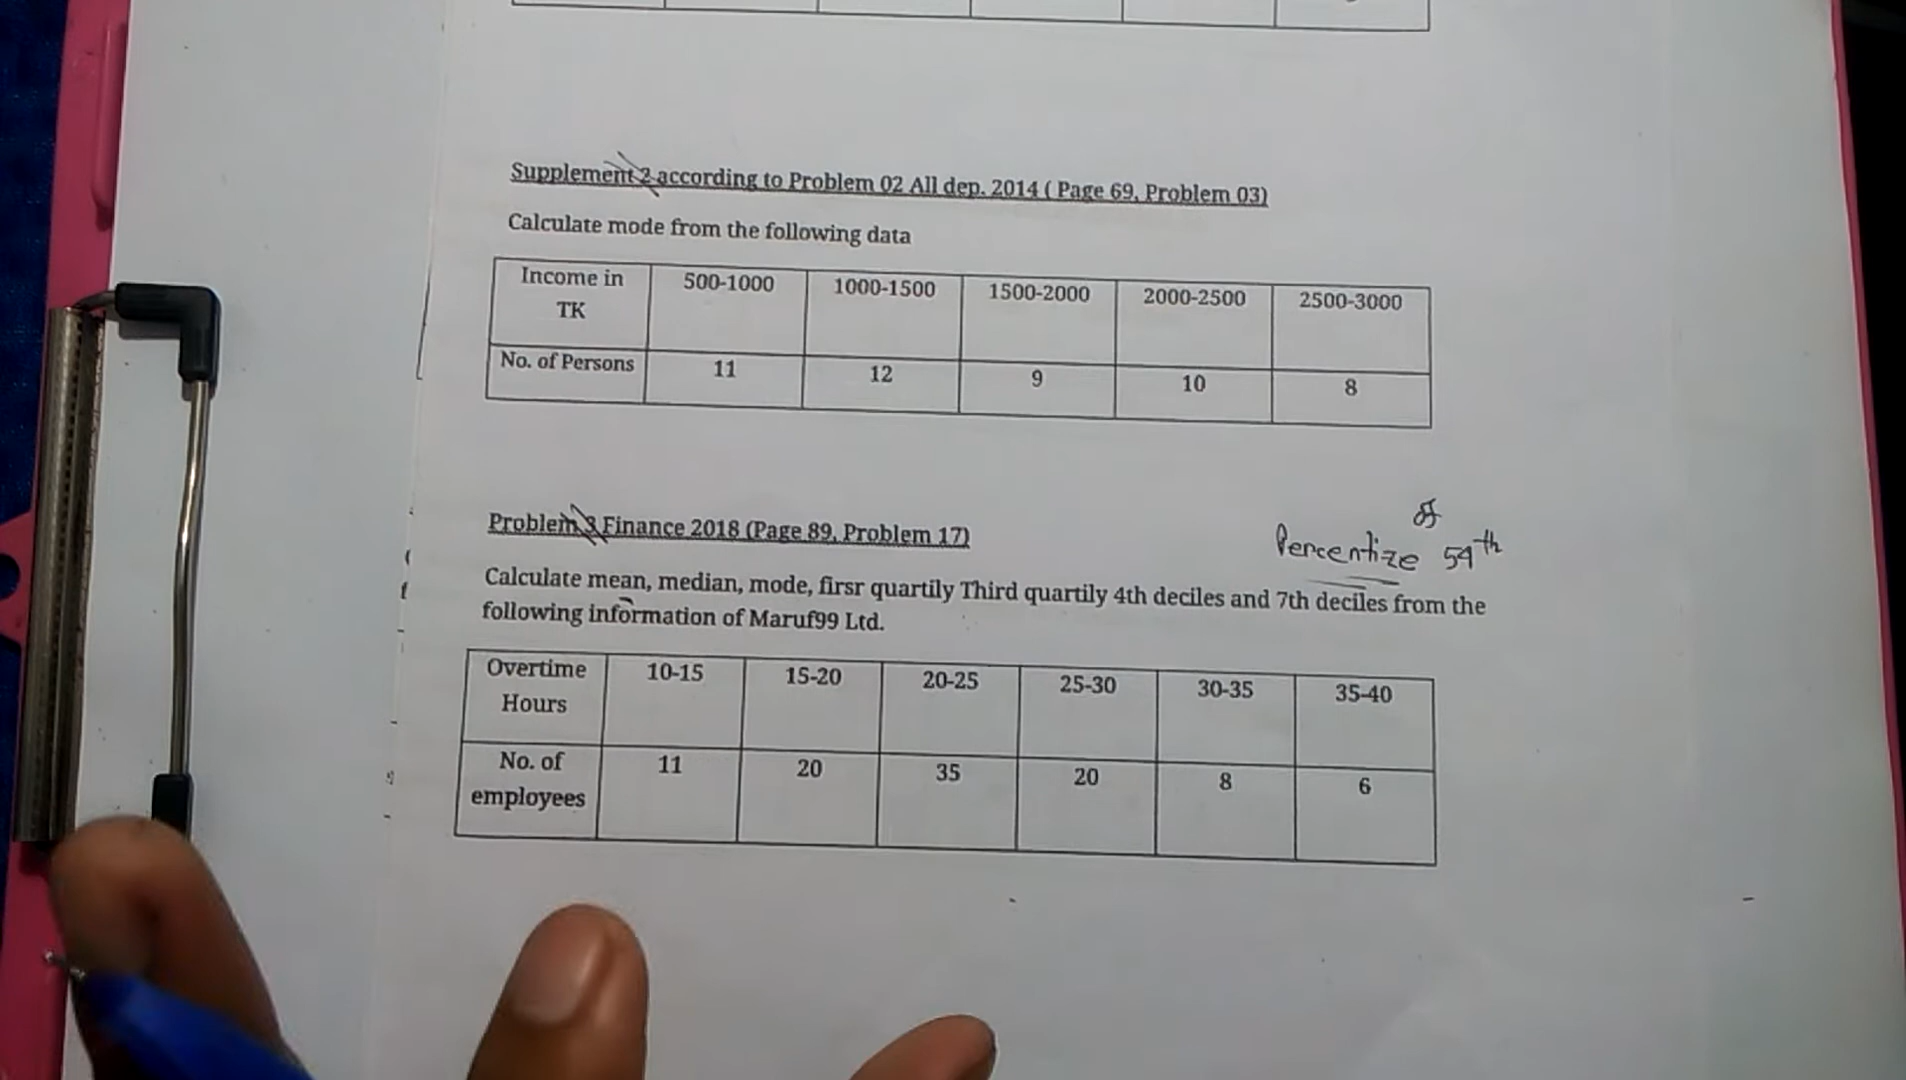 Supplement 2 according to Problem 02 All dep. 2014 ( Page 69, Problem 03)
Calculate mode from the following data
Income in TK 500-1000 1000-1500 1500-2000 2000-2500 2500-3000
No. of Persons 11 12 9 10 8
of
Percentize 59th
Problem 3 Finance 2018 (Page 89, Problem 17)
Calculate mean, median, mode, firsr quartily Third quartily 4th deciles and 7th deciles from the
following information of Maruf99 Ltd.
Overtime Hours 10-15 15-20 20-25 25-30 30-35 35-40
No. of employees 11 20 35 20 8 6